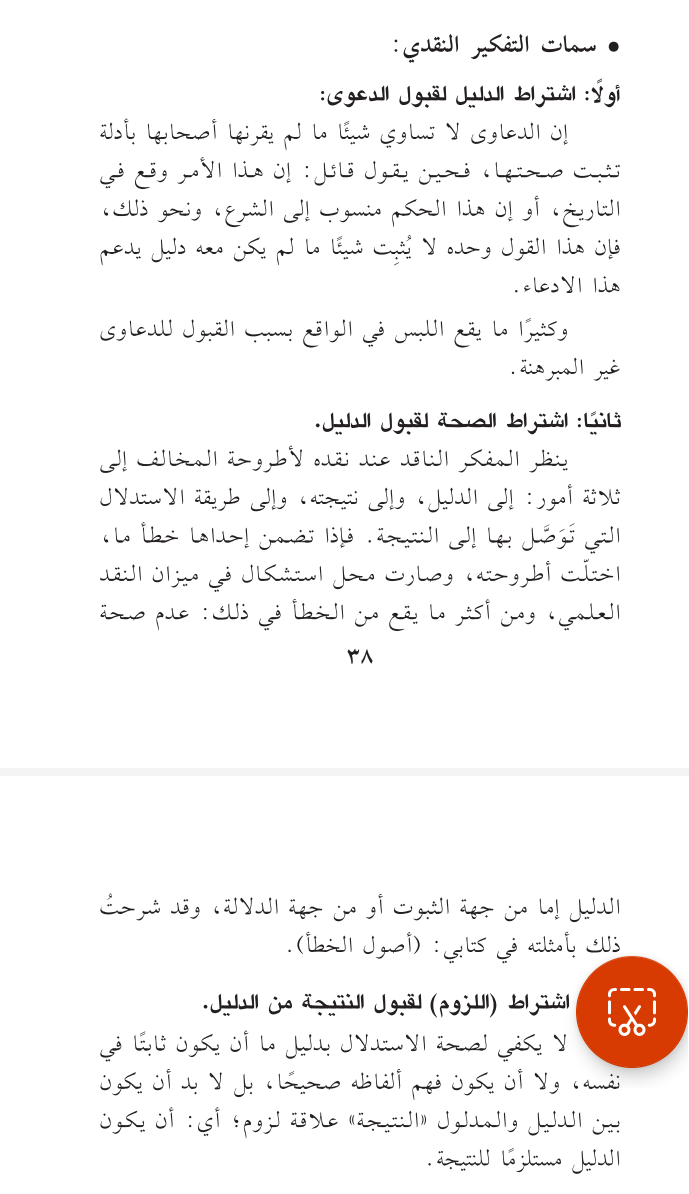 • سمات التفكير النقدي:
أولًا: اشتراط الدليل لقبول الدعوى:
إن الدعاوى لا تساوي شيئًا ما لم يقرنها أصحابها بأدلة
تثبت صحتها، فحين يقول قائل: إن هذا الأمر وقع في
التاريخ، أو إن هذا الحكم منسوب إلى الشرع، ونحو ذلك،
فإن هذا القول وحده لا يُثبِت شيئًا ما لم يكن معه دليل يدعم
هذا الادعاء.
وكثيرًا ما يقع اللبس في الواقع بسبب القبول للدعاوى
غير المبرهنة.
ثانيًا: اشتراط الصحة لقبول الدليل.
ينظر المفكر الناقد عند نقده لأطروحة المخالف إلى
ثلاثة أمور: إلى الدليل، وإلى نتيجته، وإلى طريقة الاستدلال
التي تَوَصَّل بها إلى النتيجة. فإذا تضمن إحداها خطأ ما،
اختلّت أطروحته، وصارت محل استشكال في ميزان النقد
العلمي، ومن أكثر ما يقع من الخطأ في ذلك: عدم صحة
٣٨
الدليل إما من جهة الثبوت أو من جهة الدلالة، وقد شرحتُ
ذلك بأمثلته في كتابي: (أصول الخطأ).
اشتراط (اللزوم) لقبول النتيجة من الدليل.
لا يكفي لصحة الاستدلال بدليل ما أن يكون ثابتًا في
نفسه، ولا أن يكون فهم ألفاظه صحيحًا، بل لا بد أن يكون
بين الدليل والمدلول «النتيجة» علاقة لزوم؛ أي: أن يكون
الدليل مستلزمًا للنتيجة.